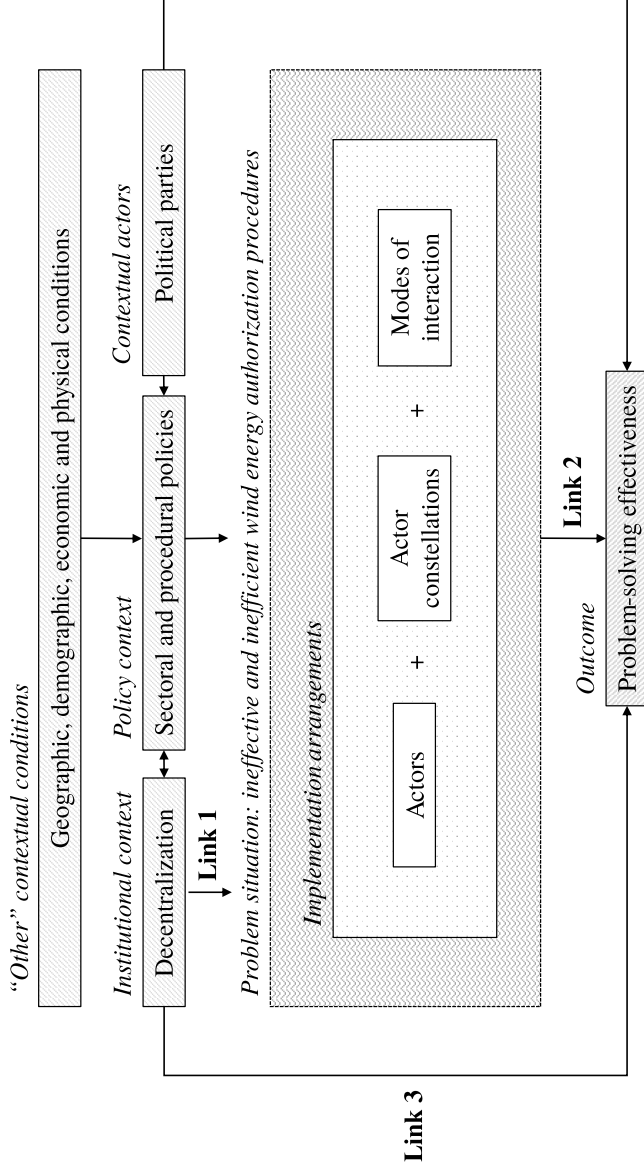 “Other” contextual conditions
Geographic, demographic, economic and physical conditions
Institutional context
Policy context
Contextual actors
Decentralization
Sectoral and procedural policies
Political parties
Link 1
Problem situation: ineffective and inefficient wind energy authorization procedures
Implementation arrangements
Actors
+
Actor
constellations
+
Modes of
interaction
Link 2
Link 3
Outcome
Problem-solving effectiveness